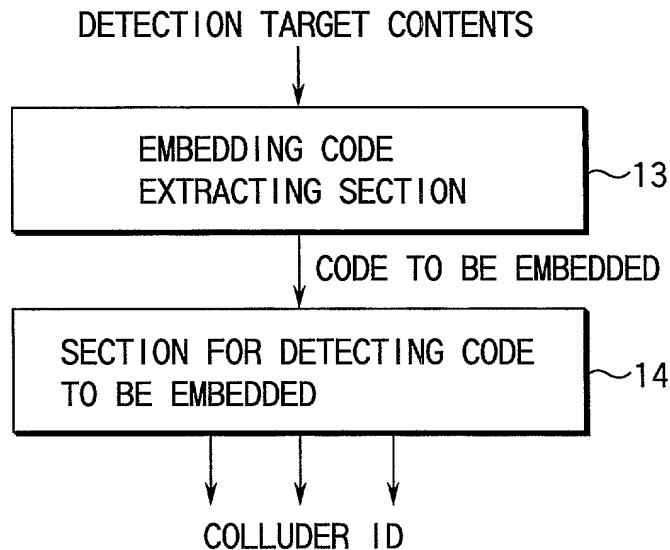 DETECTION TARGET CONTENTS
EMBEDDING CODE
EXTRACTING SECTION
13
CODE TO BE EMBEDDED
SECTION FOR DETECTING CODE
TO BE EMBEDDED
14
COLLUDER ID